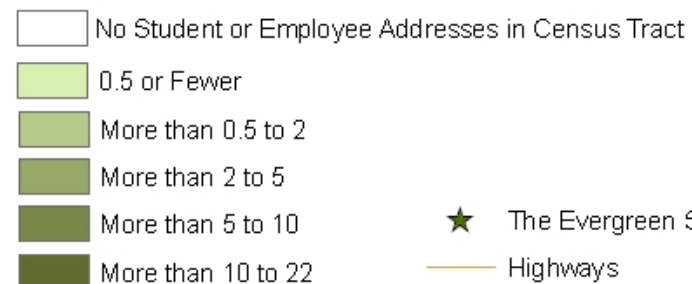 No Student or Employee Addresses in Census Tract
0.5 or Fewer
More than 0.5 to 2
More than 2 to 5
More than 5 to 10
More than 10 to 22
The Evergreen
Highways